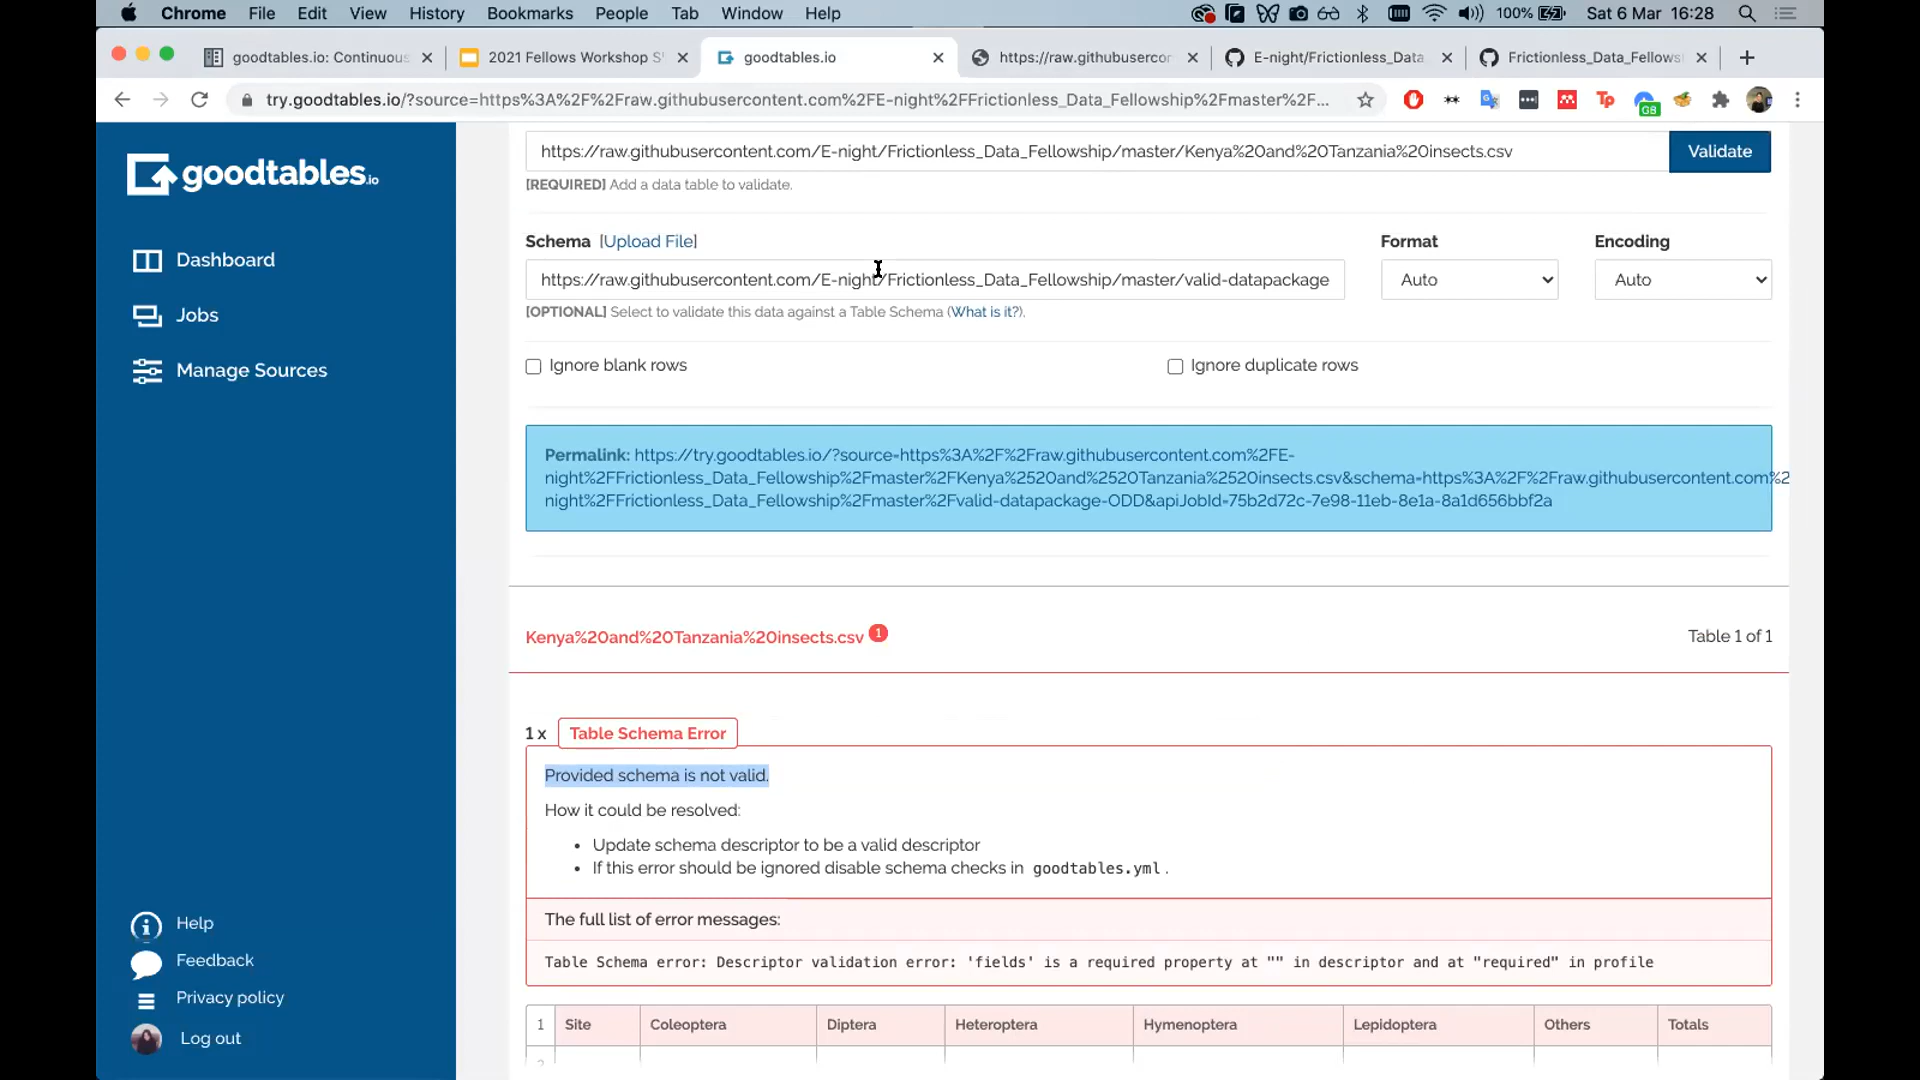 Chrome File Edit View History Bookmarks People Tab Window Help 100% Sat 6 Mar 16:28
goodtables.io: Continuous 2021 Fellows Workshop S goodtables.io https://raw.githubusercor E-night/Frictionless_Data Frictionless_Data_Fellows
try.goodtables.io/?source=https%3A%2F%2Fraw.githubusercontent.com%2FE-night%2FFrictionless_Data_Fellowship%2Fmaster%2F...
goodtables.io
Dashboard
Jobs
Manage Sources
Help
Feedback
Privacy policy
Log out
https://raw.githubusercontent.com/E-night/Frictionless_Data_Fellowship/master/Kenya%20and%20Tanzania%20insects.csv Validate
[REQUIRED] Add a data table to validate.
Schema [Upload File] Format Encoding
https://raw.githubusercontent.com/E-night/Frictionless_Data_Fellowship/master/valid-datapackage Auto Auto
[OPTIONAL] Select to validate this data against a Table Schema (What is it?).
Ignore blank rows Ignore duplicate rows
Permalink: https://try.goodtables.io/?source=https%3A%2F%2Fraw.githubusercontent.com%2FE-
night%2FFrictionless_Data_Fellowship%2Fmaster%2FKenya%2520and%2520Tanzania%2520insects.csv&schema=https%3A%2F%2Fraw.githubusercontent.com%2
night%2FFrictionless_Data_Fellowship%2Fmaster%2Fvalid-datapackage-ODD&apiJobId=75b2d72c-7e98-11eb-8e1a-8a1d656bbf2a
Kenya%20and%20Tanzania%20insects.csv 1 Table 1 of 1
1 x Table Schema Error
Provided schema is not valid.
How it could be resolved:
• Update schema descriptor to be a valid descriptor
• If this error should be ignored disable schema checks in goodtables.yml .
The full list of error messages:
Table Schema error: Descriptor validation error: 'fields' is a required property at "" in descriptor and at "required" in profile
1 Site Coleoptera Diptera Heteroptera Hymenoptera Lepidoptera Others Totals